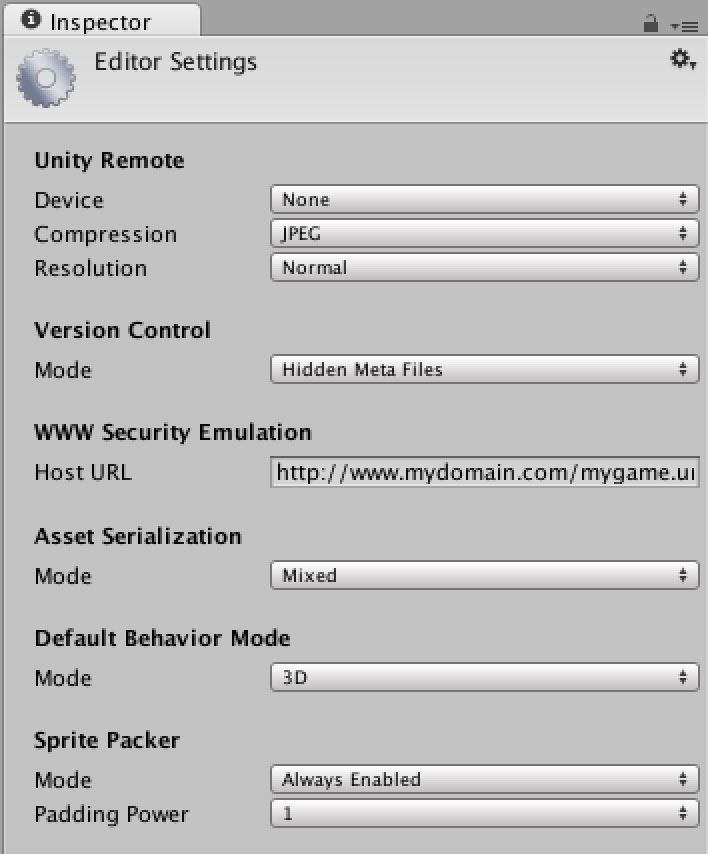 Inspector
Editor Settings
Unity Remote
Device None
Compression JPEG
Resolution Normal
Version Control
Mode Hidden Meta Files
WWW Security Emulation
Host URL http://www.mydomain.com/mygame.
Asset Serialization
Mode Mixed
Default Behavior Mode
Mode 3D
Sprite Packer
Mode Always Enabled
Padding Power 1